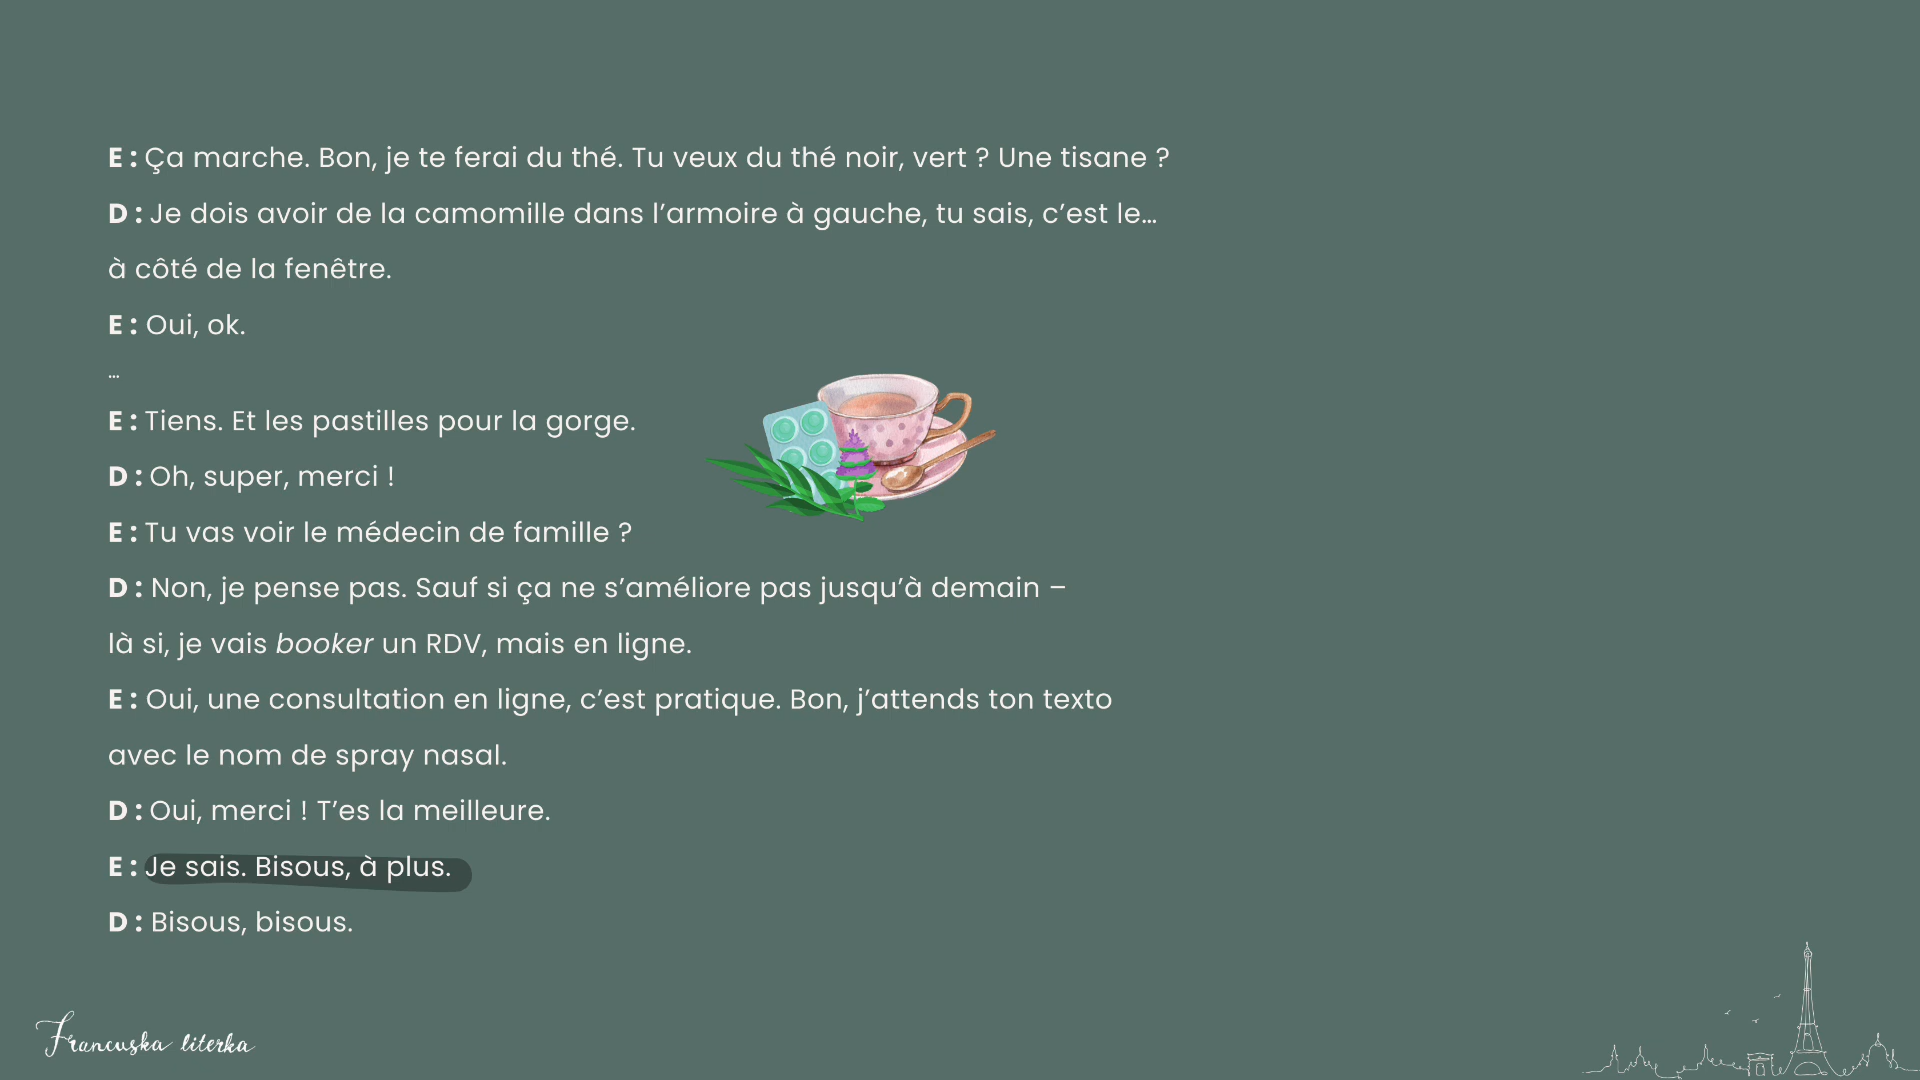 E : Ça marche. Bon, je te ferai du thé. Tu veux du thé noir, vert ? Une tisane ?
D : Je dois avoir de la camomille dans l’armoire à gauche, tu sais, c’est le…
à côté de la fenêtre.
E : Oui, ok.
…
E : Tiens. Et les pastilles pour la gorge.
D : Oh, super, merci !
E : Tu vas voir le médecin de famille ?
D : Non, je pense pas. Sauf si ça ne s’améliore pas jusqu’à demain –
là si, je vais booker un RDV, mais en ligne.
E : Oui, une consultation en ligne, c’est pratique. Bon, j’attends ton texto
avec le nom de spray nasal.
D : Oui, merci ! T’es la meilleure.
E : Je sais. Bisous, à plus.
D : Bisous, bisous.
Francuska literka